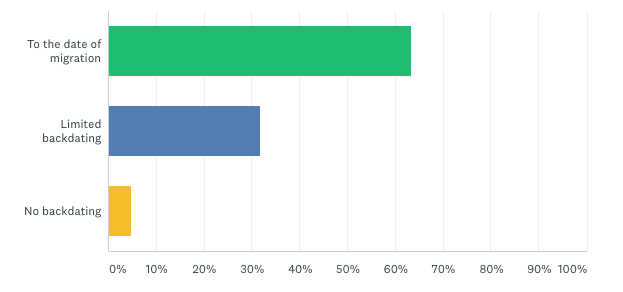 To the date of
migration
Limited
backdating
No backdating
0% 10% 20% 30% 40% 50% 60% 70% 80% 90% 100%